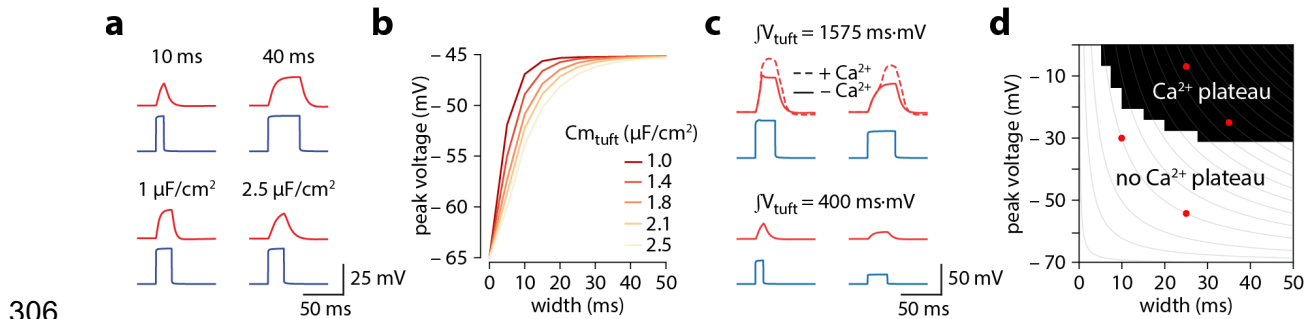 a
10 ms
40 ms
1 μF/cm²
2.5 μF/cm²
25 mV
50 ms
b
peak voltage (mV)
− 45
− 50
− 55
− 60
− 65
Cm_tuft (μF/cm²)
1.0
1.4
1.8
2.1
2.5
0
10
20
30
40
50
width (ms)
c
∫V_tuft = 1575 ms·mV
+ Ca²⁺
− Ca²⁺
∫V_tuft = 400 ms·mV
50 mV
50 ms
d
peak voltage (mV)
− 10
− 30
− 50
− 70
Ca²⁺ plateau
no Ca²⁺ plateau
0
10
20
30
40
50
width (ms)
306